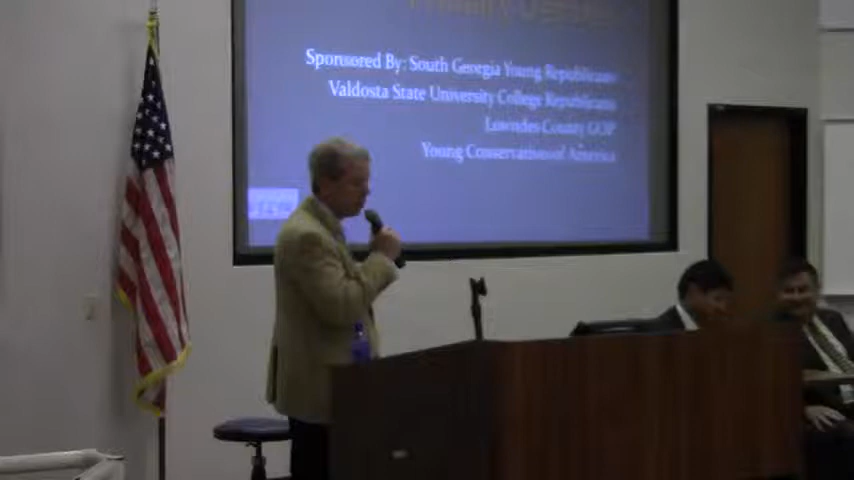 Sponsored By: South Georgia Young Republicans
Valdosta State University College Republicans
Lowndes County GOP
Young Conservatives of America